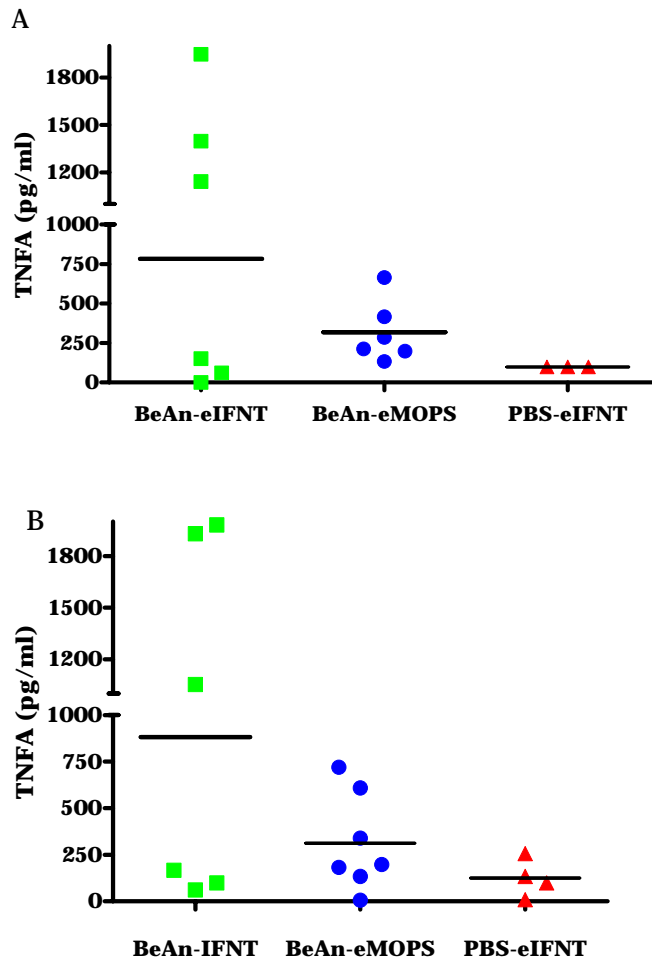 A
TNFA (pg/ml)
1800
1500
1200
1000
750
500
250
0
BeAn-eIFNT BeAn-eMOPS PBS-eIFNT
B
TNFA (pg/ml)
1800
1500
1200
1000
750
500
250
0
BeAn-IFNT BeAn-eMOPS PBS-eIFNT